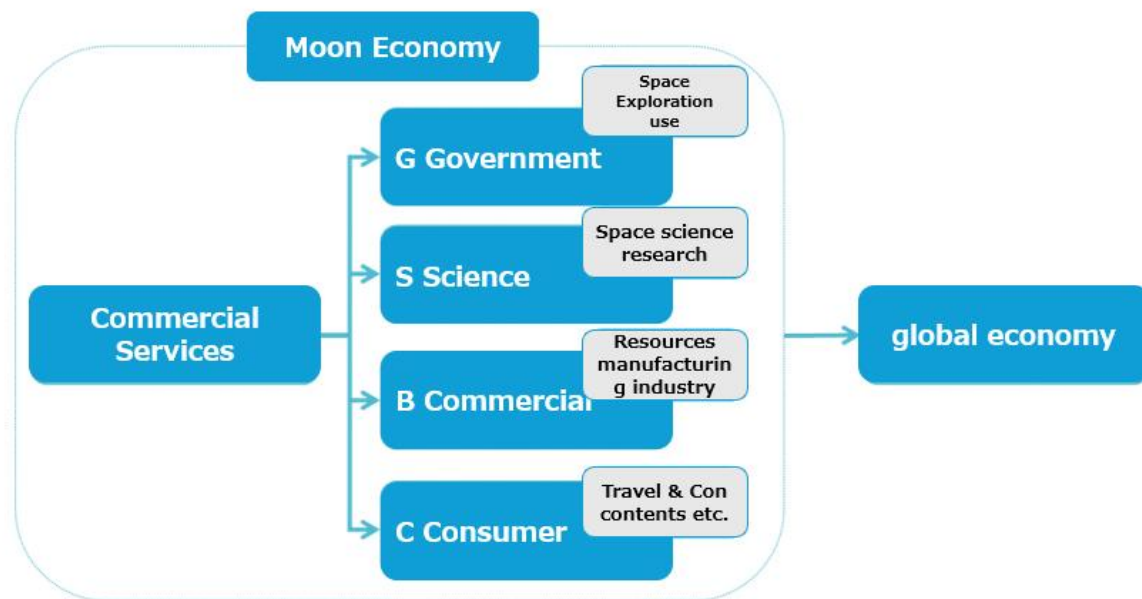 Moon Economy
Space
Exploration
use
G Government
Space science
research
S Science
Commercial
Services
global economy
Resources
manufacturin
g industry
B Commercial
Travel & Con
contents etc.
C Consumer